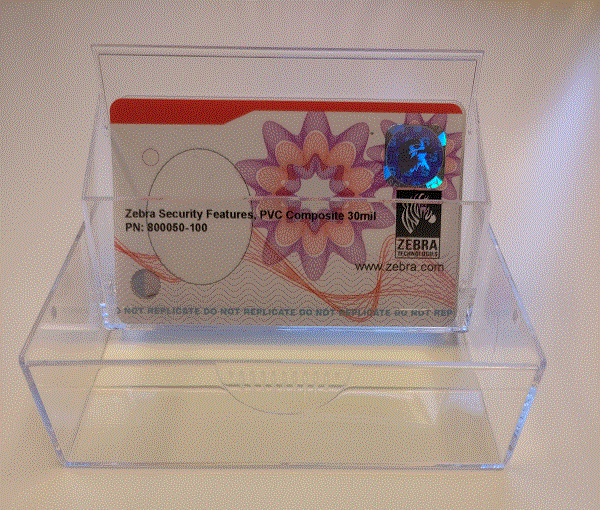 Zebra Security Features, PVC Composite 30mil
PN: 800050-100
ZEBRA
TECHNOLOGIES
www.zebra.com
DO NOT REPLICATE DO NOT REPLICATE DO NOT REPLICATE DO NOT REP